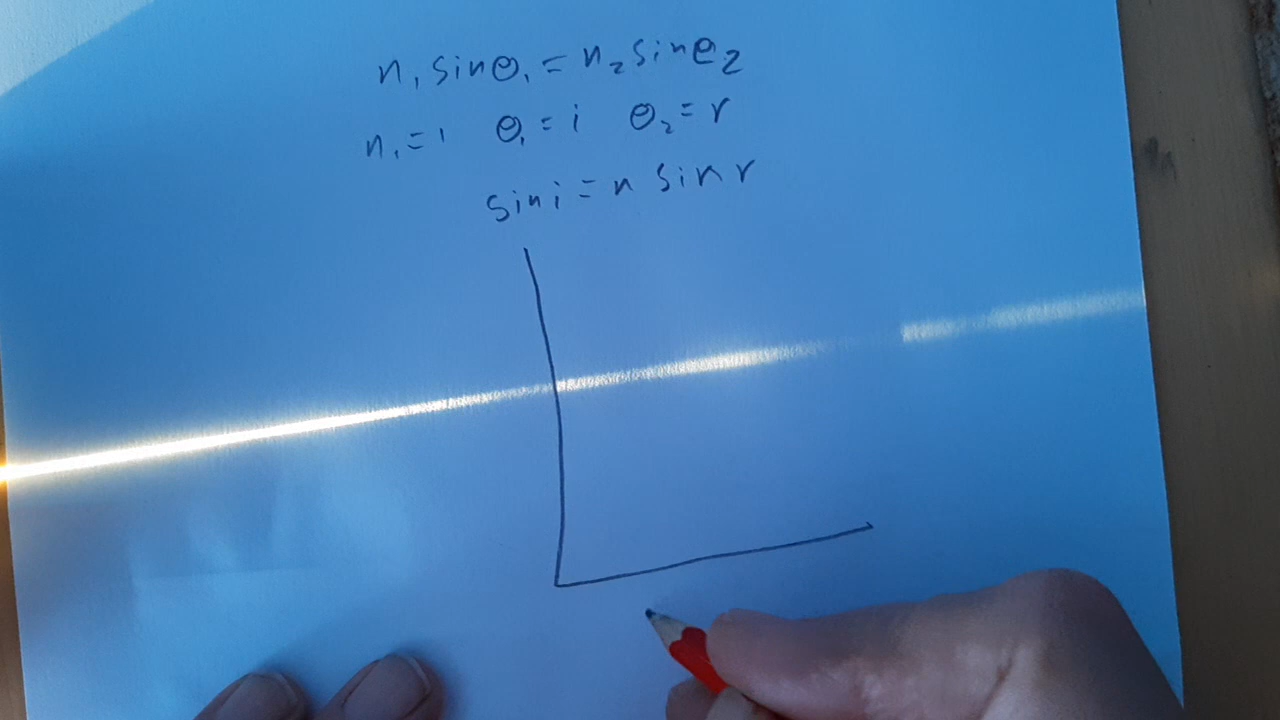 n₁ sinθ₁ = n₂ sinθ₂
n₁ = 1 θ₁ = i θ₂ = r
sin i = n sin r